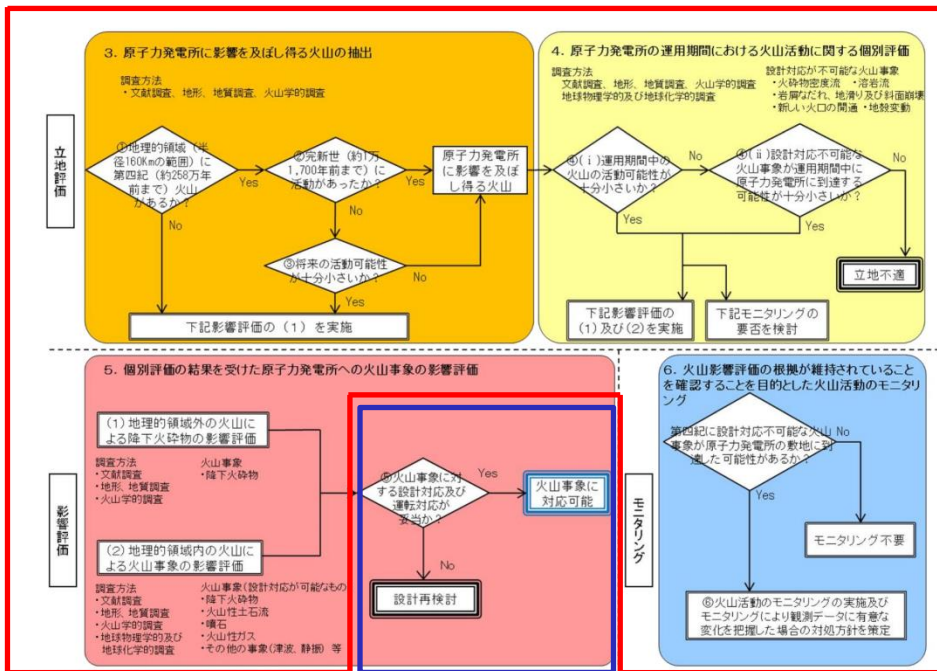 立地評価
3. 原子力発電所に影響を及ぼし得る火山の抽出
調査方法
・文献調査、地形、地質調査、火山学的調査
①地理的領域（半
径160Kmの範囲）に
第四紀（約258万年
前まで）火山
があるか？
Yes
No
②完新世（約1万
1,700年前まで）に
活動があったか？
Yes
No
原子力発電所
に影響を及ぼ
し得る火山
③将来の活動可能性
が十分小さいか？
No
Yes
下記影響評価の（1）を実施
4. 原子力発電所の運用期間における火山活動に関する個別評価
調査方法
文献調査、地形、地質調査、火山学的調査
地球物理学的及び地球化学的調査
設計対応が不可能な火山事象
・火砕物密度流 ・溶岩流
・岩屑なだれ、地滑り及び斜面崩壊
・新しい火口の開通 ・地殻変動
④(ⅰ)運用期間中の
火山の活動可能性が
十分小さいか？
No
Yes
④(ⅱ)設計対応不可能な
火山事象が運用期間中に
原子力発電所に到達する
可能性が十分小さいか？
No
Yes
立地不適
下記影響評価の
(1)及び(2)を実施
下記モニタリングの
要否を検討
影響評価
5. 個別評価の結果を受けた原子力発電所への火山事象の影響評価
(1)地理的領域外の火山に
よる降下火砕物の影響評価
調査方法
・文献調査
・地形、地質調査
・火山学的調査
火山事象
・降下火砕物
(2)地理的領域内の火山に
よる火山事象の影響評価
調査方法
・文献調査
・地形、地質調査
・火山学的調査
・地球物理学的及び
地球化学的調査
火山事象(設計対応が可能なもの
・降下火砕物
・火山性土石流
・噴石
・火山性ガス
・その他の事象(津波、静振) 等
⑤火山事象に対
する設計対応及び
運転対応が
妥当か？
Yes
No
火山事象に
対応可能
設計再検討
モニタリング
6. 火山影響評価の根拠が維持されていること
を確認することを目的とした火山活動のモニタ
リング
第四紀に設計対応不可能な火山
事象が原子力発電所の敷地に到
達した可能性があるか？
No
Yes
モニタリング不要
⑥火山活動のモニタリングの実施及び
モニタリングにより観測データに有意な
変化を把握した場合の対処方針を策定